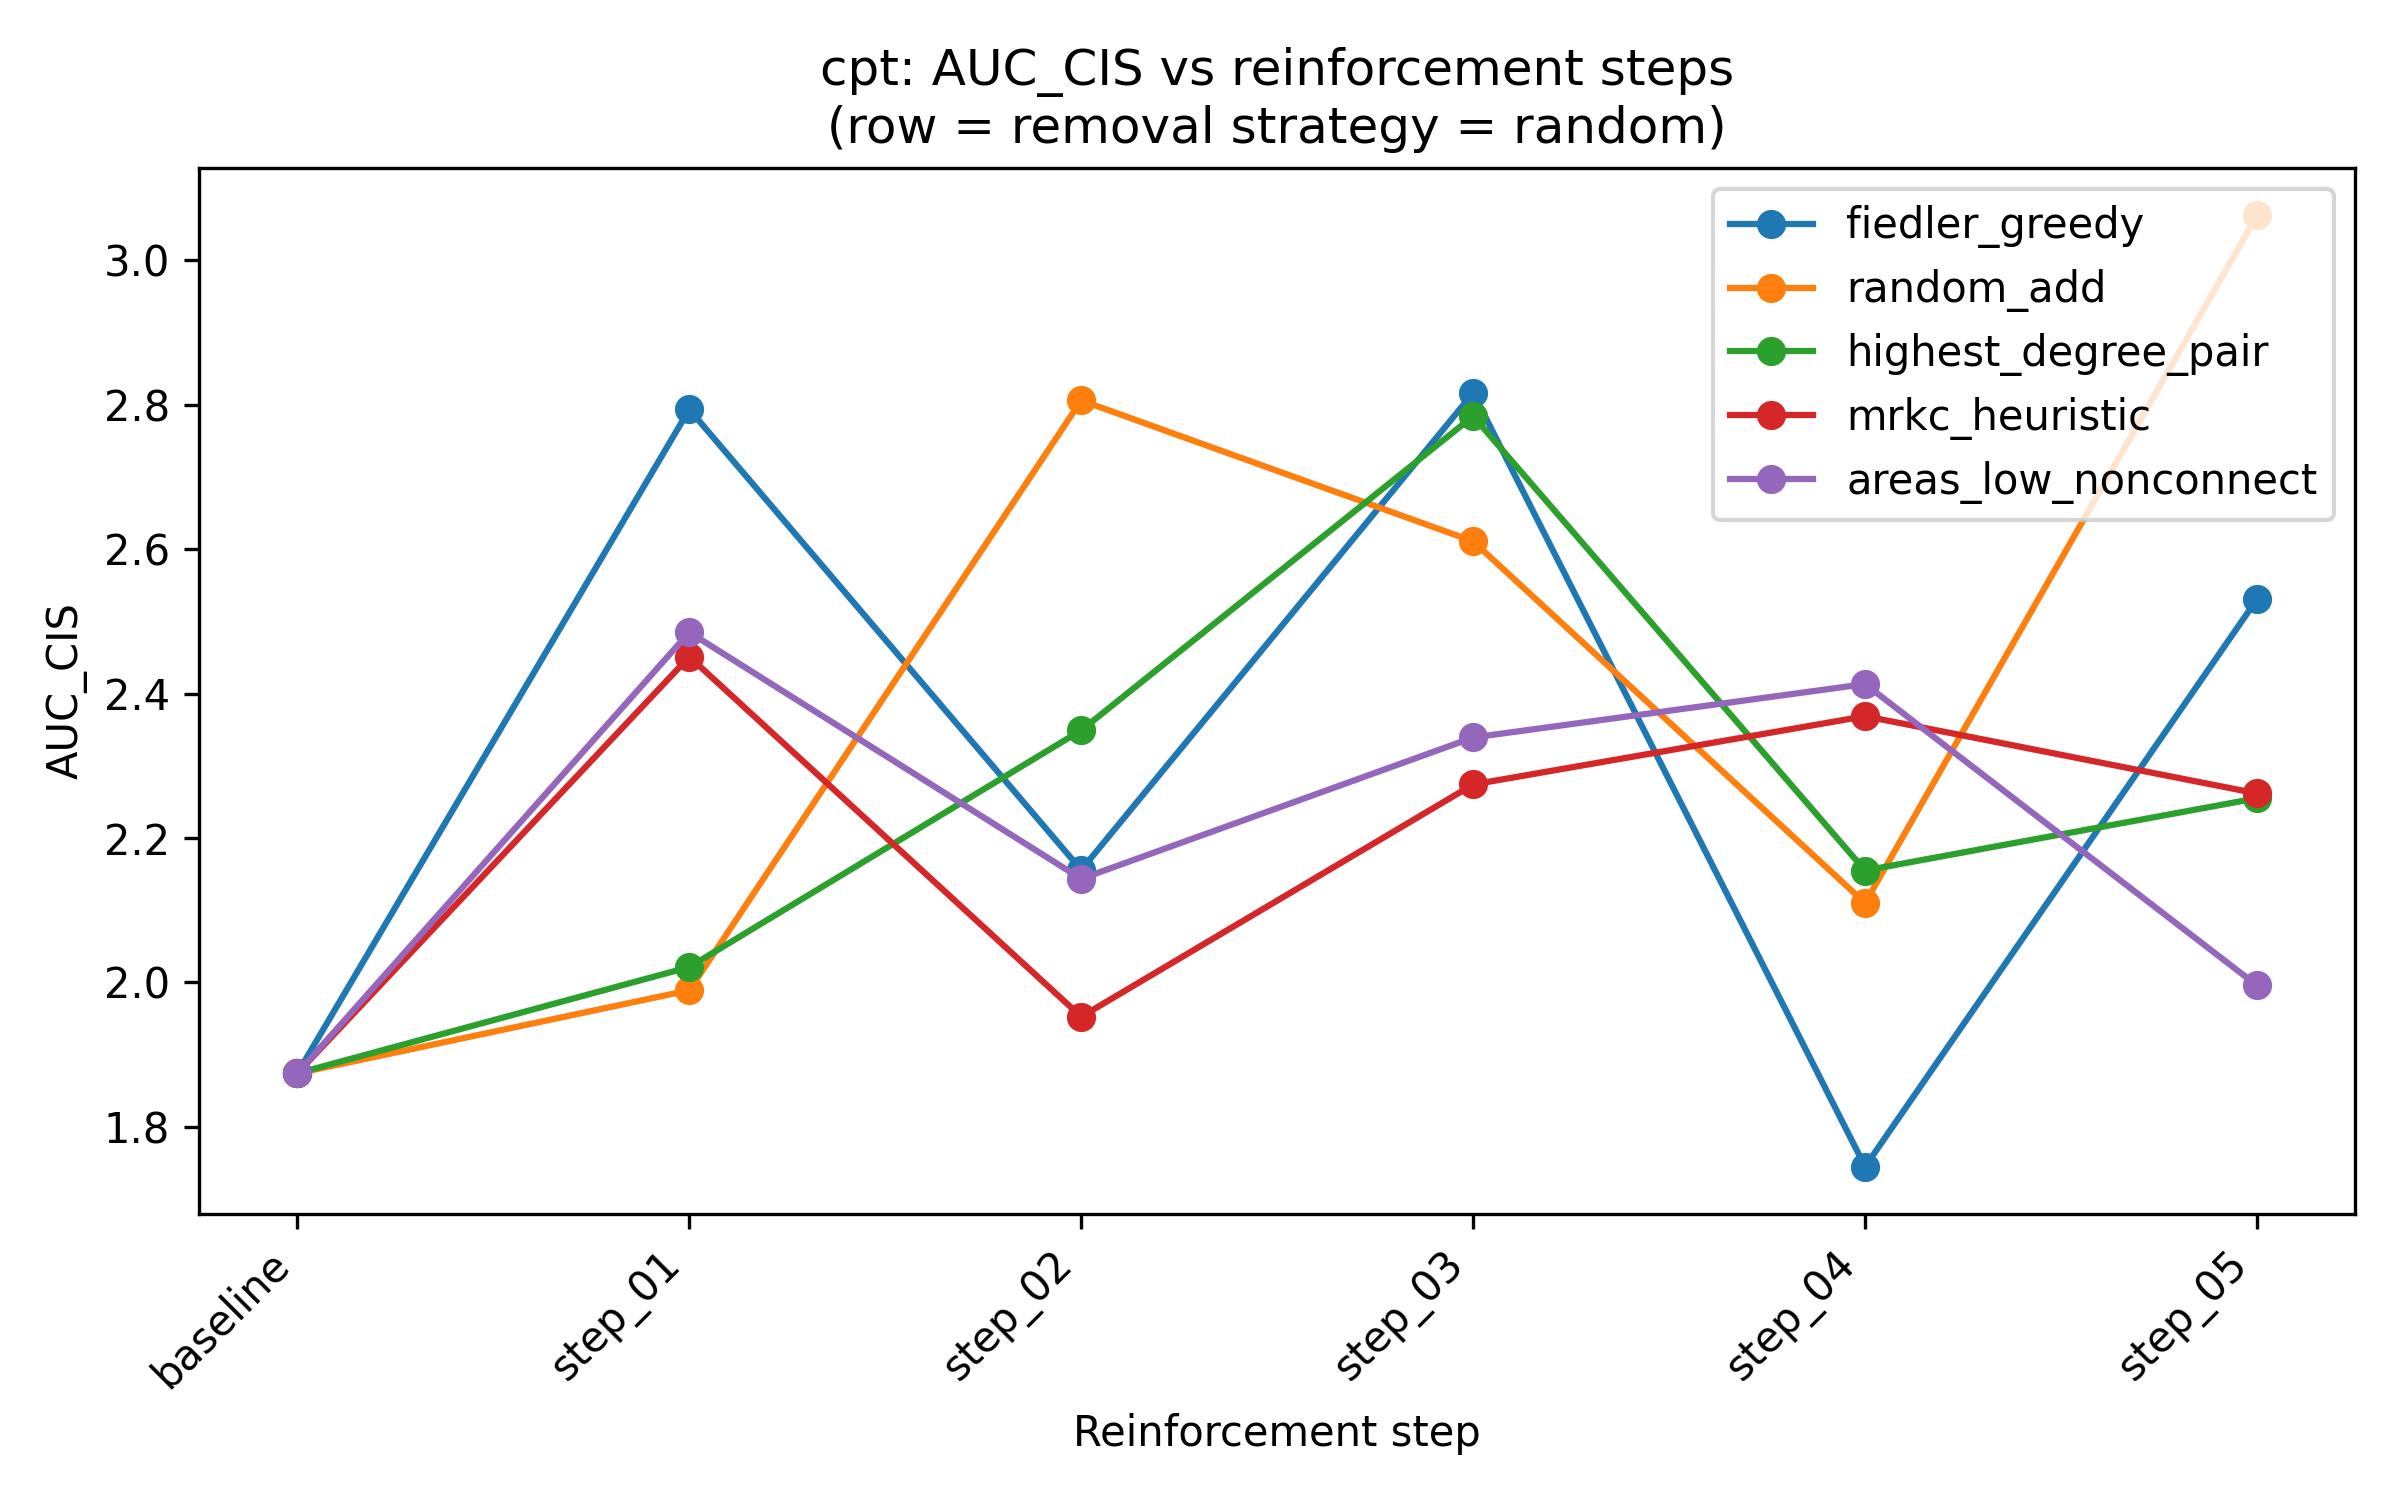 cpt: AUC_CIS vs reinforcement steps
(row = removal strategy = random)
fiedler_greedy
random_add
highest_degree_pair
mrkc_heuristic
areas_low_nonconnect
AUC_CIS
3.0
2.8
2.6
2.4
2.2
2.0
1.8
baseline
step_01
step_02
step_03
step_04
step_05
Reinforcement step